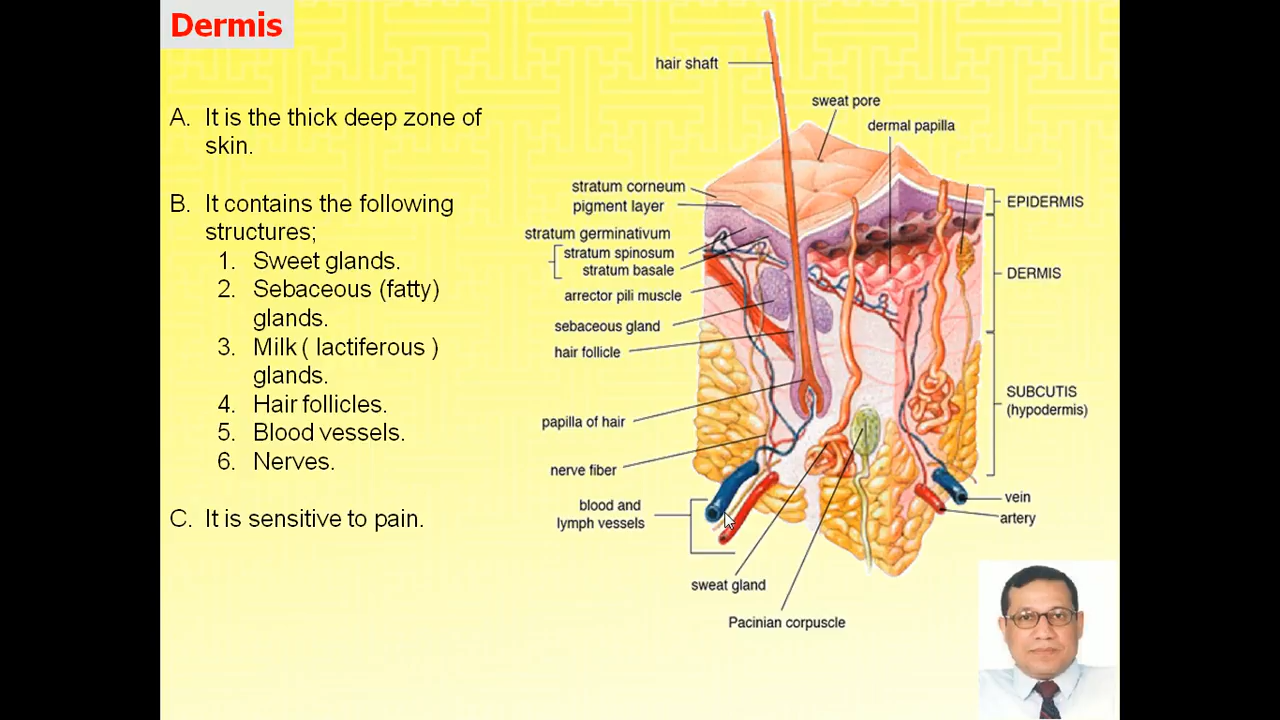 Dermis
A. It is the thick deep zone of
skin.
B. It contains the following
structures;
1. Sweet glands.
2. Sebaceous (fatty)
glands.
3. Milk ( lactiferous )
glands.
4. Hair follicles.
5. Blood vessels.
6. Nerves.
C. It is sensitive to pain.
hair shaft
sweat pore
dermal papilla
stratum corneum
pigment layer
stratum germinativum
stratum spinosum
stratum basale
arrector pili muscle
sebaceous gland
hair follicle
papilla of hair
nerve fiber
blood and
lymph vessels
sweat gland
Pacinian corpuscle
EPIDERMIS
DERMIS
SUBCUTIS
(hypodermis)
vein
artery